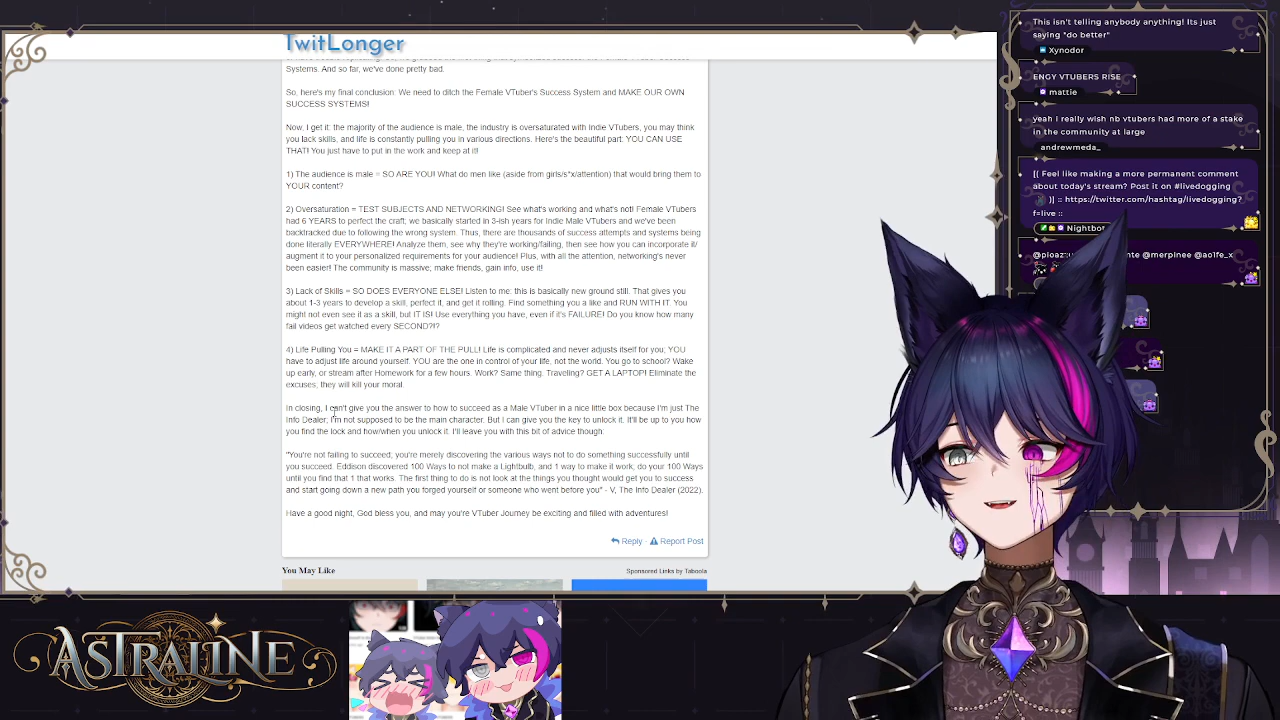 TwitLonger
Systems. And so far, we've done pretty bad.
So, here's my final conclusion: We need to ditch the Female VTuber's Success System and MAKE OUR OWN
SUCCESS SYSTEMS!
Now, I get it: the majority of the audience is male, the industry is oversaturated with Indie VTubers, you may think
you lack skills, and life is constantly pulling you in various directions. Here's the beautiful part: YOU CAN USE
THAT! You just have to put in the work and keep at it!
1) The audience is male = SO ARE YOU! What do men like (aside from girls/s*x/attention) that would bring them to
YOUR content?
2) Oversaturation = TEST SUBJECTS AND NETWORKING! See what's working and what's not! Female VTubers
had 6 YEARS to perfect the craft; we basically started in 3-ish years for Indie Male VTubers and we've been
backtracked due to following the wrong system. Thus, there are thousands of success attempts and systems being
done literally EVERYWHERE! Analyze them, see why they're working/failing, then see how you can incorporate it/
augment it to your personalized requirements for your audience! Plus, with all the attention, networking's never
been easier! The community is massive; make friends, gain info, use it!
3) Lack of Skills = SO DOES EVERYONE ELSE! Listen to me: this is basically new ground still. That gives you
about 1-3 years to develop a skill, perfect it, and get it rolling. Find something you a like and RUN WITH IT. You
might not even see it as a skill, but IT IS! Use everything you have, even if it's FAILURE! Do you know how many
fail videos get watched every SECOND?!?
4) Life Pulling You = MAKE IT A PART OF THE PULL! Life is complicated and never adjusts itself for you; YOU
have to adjust life around yourself. YOU are the one in control of your life, not the world. You go to school? Wake
up early, or stream after Homework for a few hours. Work? Same thing. Traveling? GET A LAPTOP! Eliminate the
excuses, they will kill your moral.
In closing, I can't give you the answer to how to succeed as a Male VTuber in a nice little box because I'm just The
Info Dealer, I'm not supposed to be the main character. But I can give you the key to unlock it. It'll be up to you how
you find the lock and how/when you unlock it. I'll leave you with this bit of advice though:
"You're not failing to succeed; you're merely discovering the various ways not to do something successfully until
you succeed. Eddison discovered 100 Ways to not make a Lightbulb, and 1 way to make it work; do your 100 Ways
until you find that 1 that works. The first thing to do is not look at the things you thought would get you to success
and start going down a new path you forged yourself or someone who went before you" - V, The Info Dealer (2022).
Have a good night, God bless you, and may you're VTuber Journey be exciting and filled with adventures!
Reply · Report Post
You May Like
Sponsored Links by Taboola
This isn't telling anybody anything! Its just
saying "do better"
Xynodor
ENGY VTUBERS RISE
mattie
yeah I really wish nb vtubers had more of a stake
in the community at large
andrewmeda_
[( Feel like making a more permanent comment
about today's stream? Post it on #livedogging
)] :: https://twitter.com/hashtag/livedogging?
f=live ::
Nightbot
@ploaz:
@merp1nee @ao1fe_x
ASTRALINE